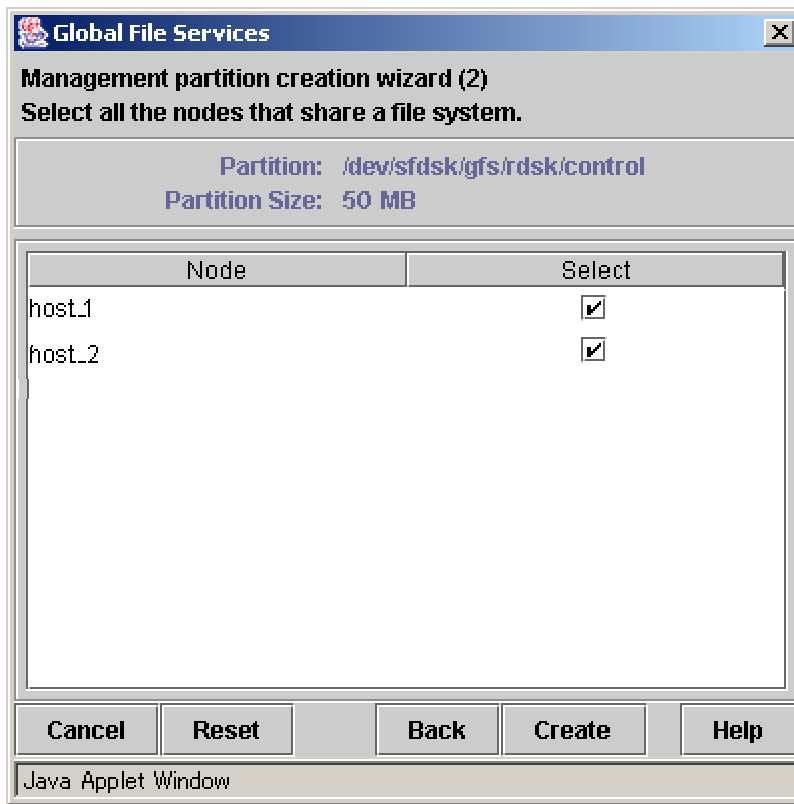 Global File Services
Management partition creation wizard (2)
Select all the nodes that share a file system.
Partition: /dev/sfdsk/gfs/rdsk/control
Partition Size: 50 MB
Node Select
host_1
host_2
Cancel Reset Back Create Help
Java Applet Window